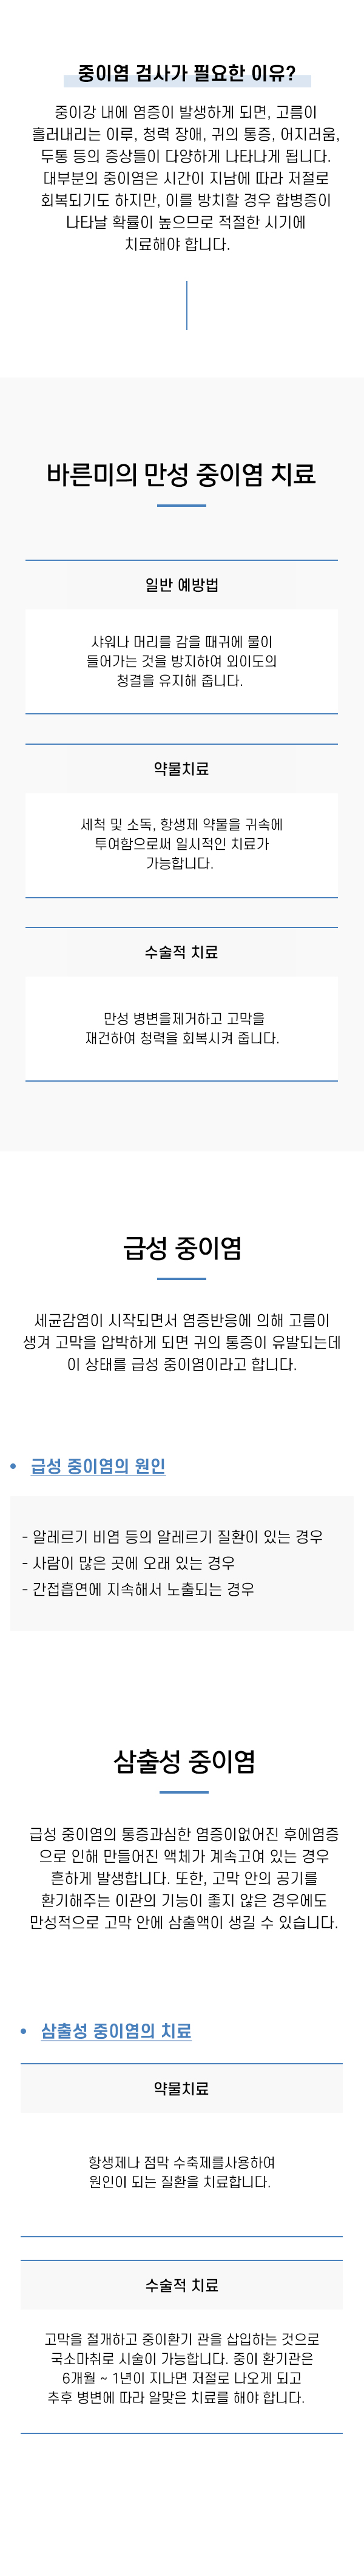 중이염 검사가 필요한 이유?
중이강 내에 염증이 발생하게 되면, 고름이
흘러내리는 이루, 청력 장애, 귀의 통증, 어지러움,
두통 등의 증상들이 다양하게 나타나게 됩니다.
대부분의 중이염은 시간이 지남에 따라 저절로
회복되기도 하지만, 이를 방치할 경우 합병증이
나타날 확률이 높으므로 적절한 시기에
치료해야 합니다.
바른미의 만성 중이염 치료
일반 예방법
샤워나 머리를 감을 때귀에 물이
들어가는 것을 방지하여 외이도의
청결을 유지해 줍니다.
약물치료
세척 및 소독, 항생제 약물을 귀속에
투여함으로써 일시적인 치료가
가능합니다.
수술적 치료
만성 병변을제거하고 고막을
재건하여 청력을 회복시켜 줍니다.
급성 중이염
세균감염이 시작되면서 염증반응에 의해 고름이
생겨 고막을 압박하게 되면 귀의 통증이 유발되는데
이 상태를 급성 중이염이라고 합니다.
• 급성 중이염의 원인
- 알레르기 비염 등의 알레르기 질환이 있는 경우
- 사람이 많은 곳에 오래 있는 경우
- 간접흡연에 지속해서 노출되는 경우
삼출성 중이염
급성 중이염의 통증과심한 염증이없어진 후에염증
으로 인해 만들어진 액체가 계속고여 있는 경우
흔하게 발생합니다. 또한, 고막 안의 공기를
환기해주는 이관의 기능이 좋지 않은 경우에도
만성적으로 고막 안에 삼출액이 생길 수 있습니다.
• 삼출성 중이염의 치료
약물치료
항생제나 점막 수축제를사용하여
원인이 되는 질환을 치료합니다.
수술적 치료
고막을 절개하고 중이환기 관을 삽입하는 것으로
국소마취로 시술이 가능합니다. 중이 환기관은
6개월 ~ 1년이 지나면 저절로 나오게 되고
추후 병변에 따라 알맞은 치료를 해야 합니다.